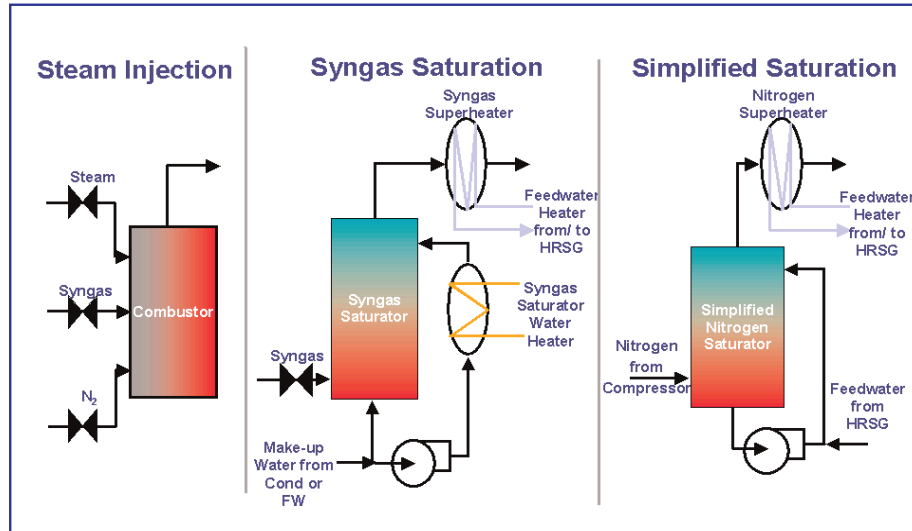 Steam Injection
Steam
Syngas
Combustor
N2
Syngas Saturation
Syngas
Superheater
Feedwater
Heater
from/ to
HRSG
Syngas
Saturator
Syngas
Saturator
Water
Heater
Syngas
Make-up
Water from
Cond or
FW
Simplified Saturation
Nitrogen
Superheater
Feedwater
Heater
from/ to
HRSG
Simplified
Nitrogen
Saturator
Nitrogen
from
Compressor
Feedwater
from
HRSG